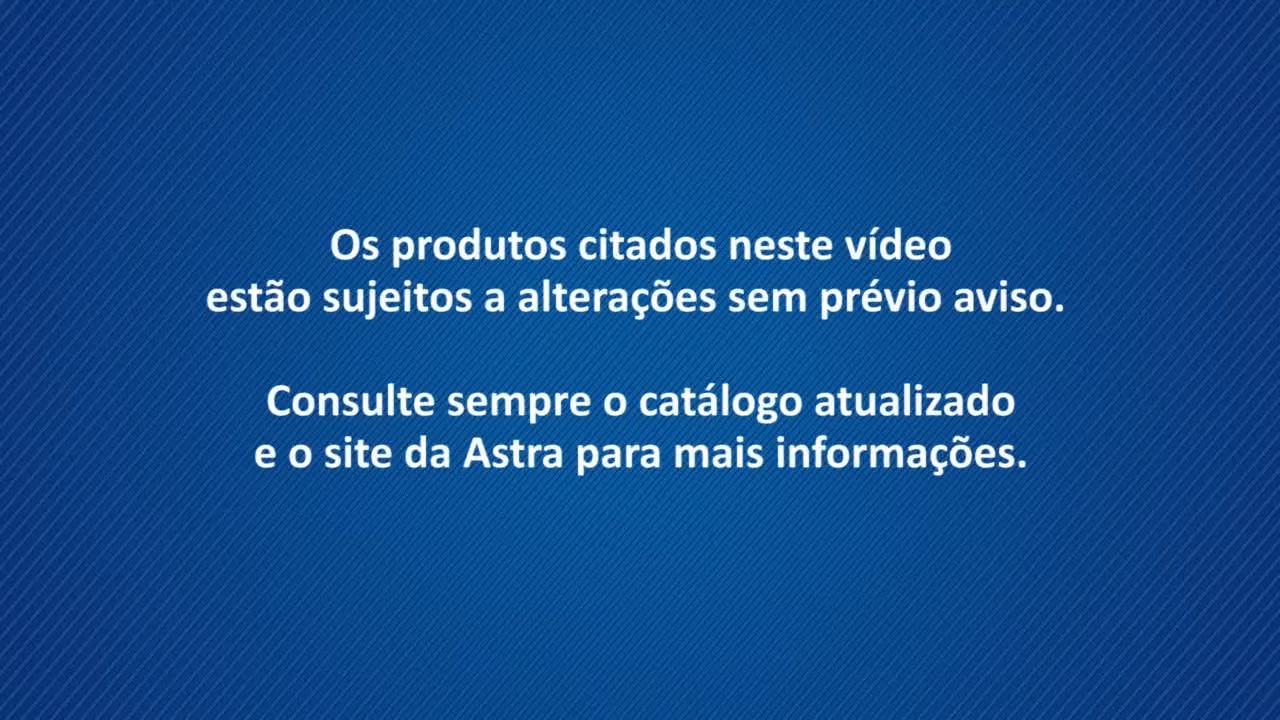 Os produtos citados neste vídeo
estão sujeitos a alterações sem prévio aviso.
Consulte sempre o catálogo atualizado
e o site da Astra para mais informações.